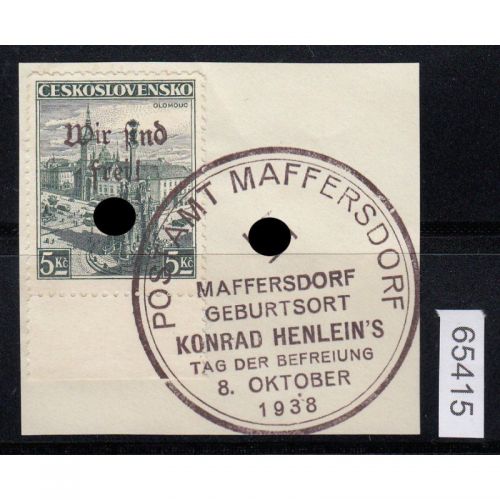 ČESKOSLOVENSKO
OLOMOUC
Wir sind
frei!
5Kč 5Kč
POSTAMT MAFFERSDORF
MAFFERSDORF
GEBURTSORT
KONRAD HENLEIN'S
TAG DER BEFREIUNG
8. OKTOBER
1938
65415